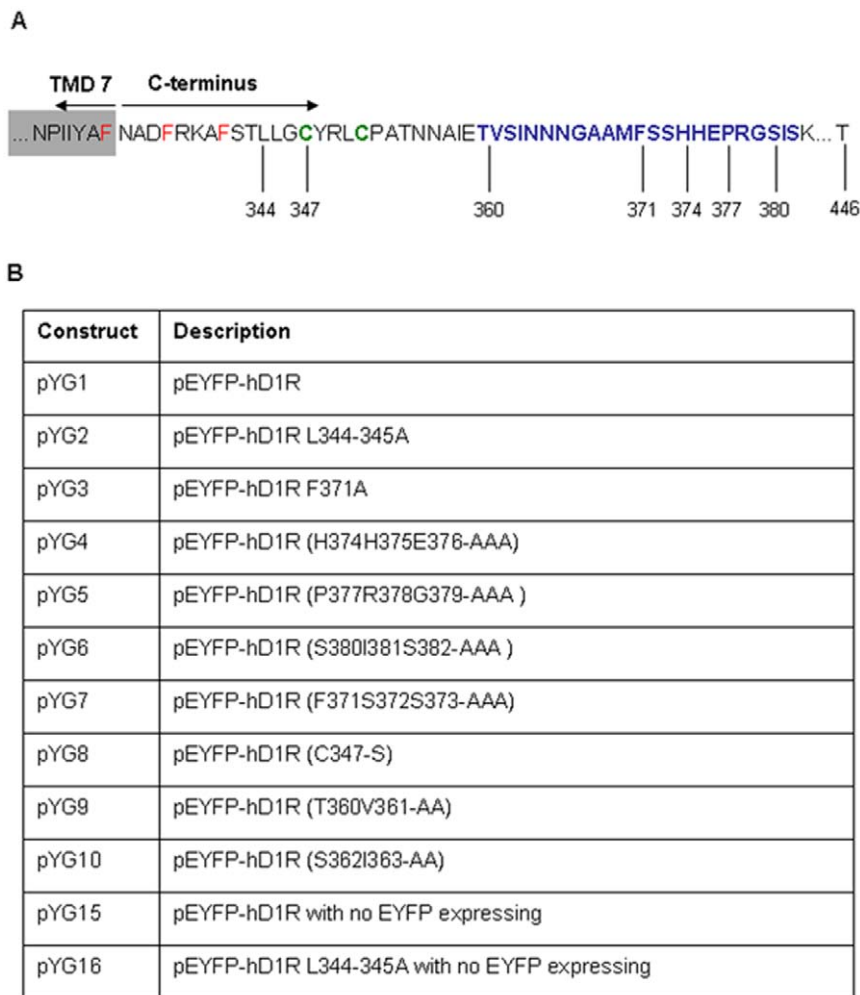 A
TMD 7 C-terminus
...NPIIYAFNADFRKAFSTLLGCYRLCPATNNAIETVSINNNGAAMFSSHHEPRGSISK...T
344 347 360 371 374 377 380 446
B
Construct Description
pYG1 pEYFP-hD1R
pYG2 pEYFP-hD1R L344-345A
pYG3 pEYFP-hD1R F371A
pYG4 pEYFP-hD1R (H374H375E376-AAA)
pYG5 pEYFP-hD1R (P377R378G379-AAA )
pYG6 pEYFP-hD1R (S380I381S382-AAA )
pYG7 pEYFP-hD1R (F371S372S373-AAA)
pYG8 pEYFP-hD1R (C347-S)
pYG9 pEYFP-hD1R (T360V361-AA)
pYG10 pEYFP-hD1R (S362I363-AA)
pYG15 pEYFP-hD1R with no EYFP expressing
pYG16 pEYFP-hD1R L344-345A with no EYFP expressing